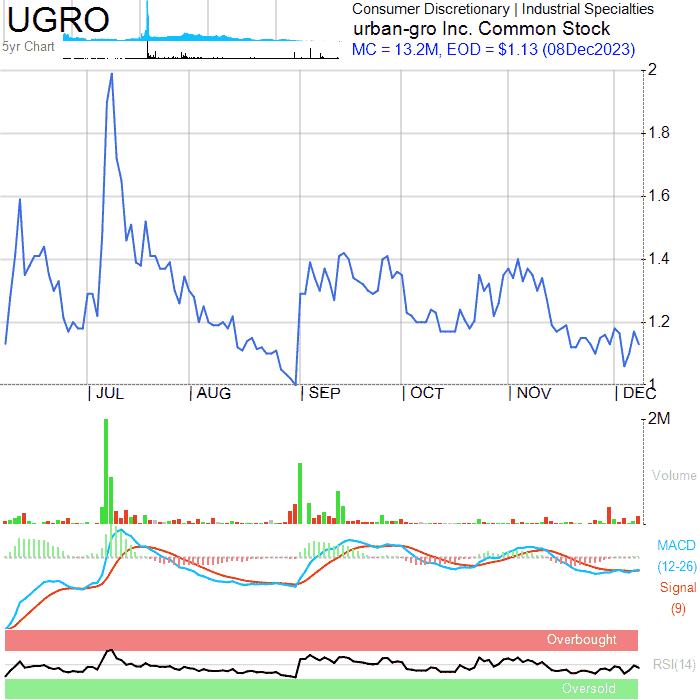 UGRO
5yr Chart
Consumer Discretionary | Industrial Specialties
urban-gro Inc. Common Stock
MC = 13.2M, EOD = $1.13 (08Dec2023)
2
1.8
1.6
1.4
1.2
1
JUL AUG SEP OCT NOV DEC
2M
Volume
MACD
(12-26)
Signal
(9)
Overbought
RSI(14)
Oversold